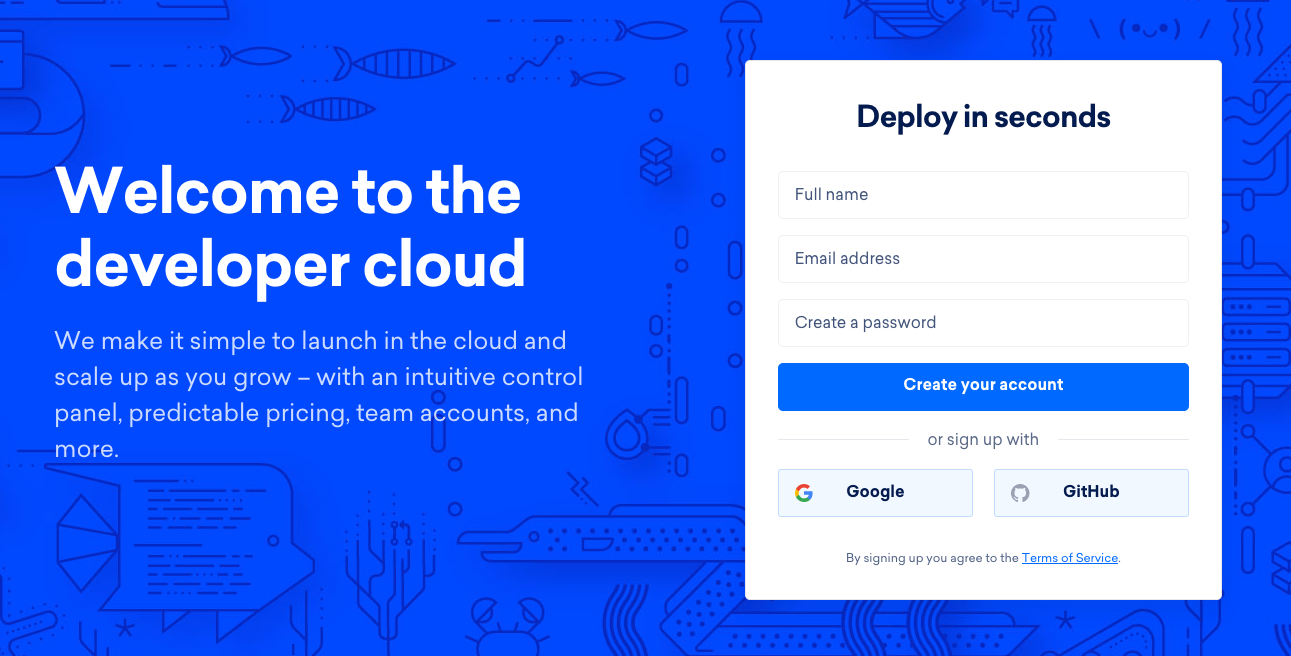 Welcome to the
developer cloud
We make it simple to launch in the cloud and
scale up as you grow – with an intuitive control
panel, predictable pricing, team accounts, and
more.
Deploy in seconds
Full name
Email address
Create a password
Create your account
or sign up with
Google
GitHub
By signing up you agree to the Terms of Service.